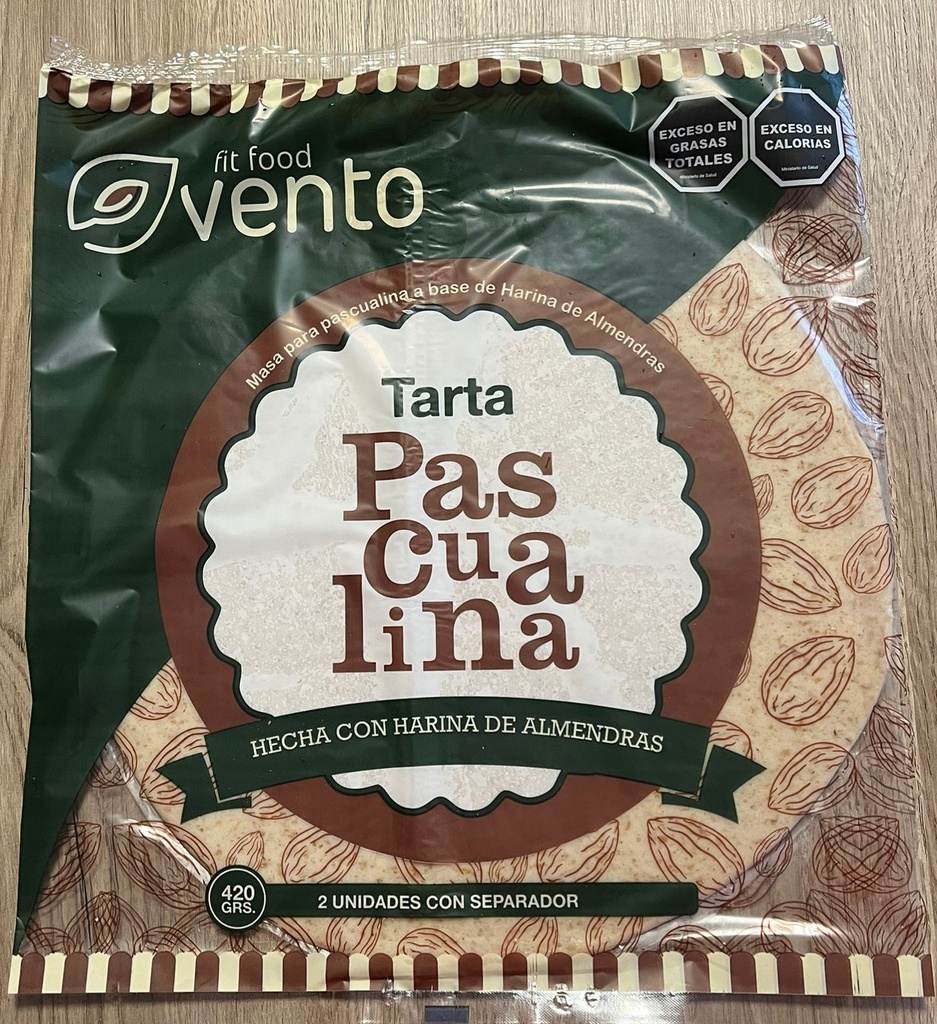 fit food
vento
EXCESO EN
GRASAS
TOTALES
Ministerio de Salud
EXCESO EN
CALORIAS
Ministerio de Salud
Masa para pascualina a base de Harina de Almendras
Tarta
Pas
cua
lina
HECHA CON HARINA DE ALMENDRAS
420
GRS.
2 UNIDADES CON SEPARADOR